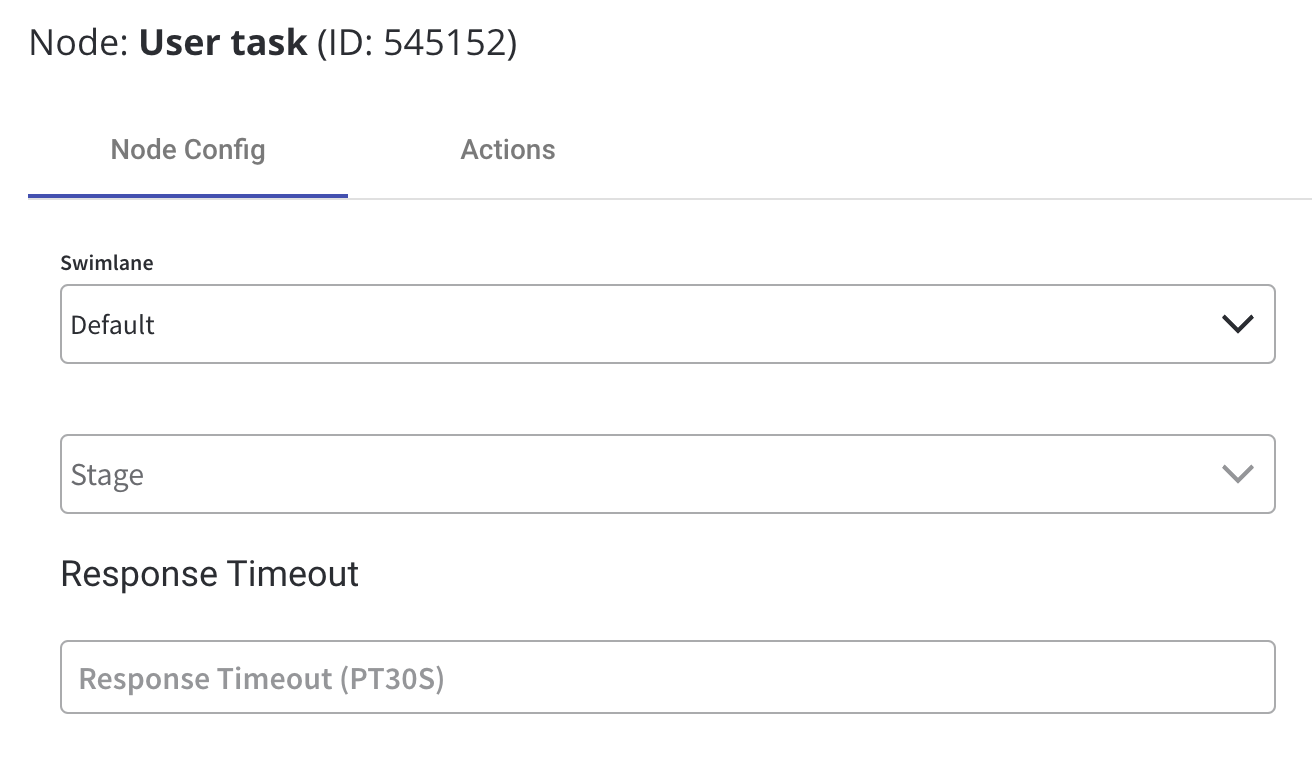 Node: User task (ID: 545152)
Node Config Actions
Swimlane
Default
Stage
Response Timeout
Response Timeout (PT30S)